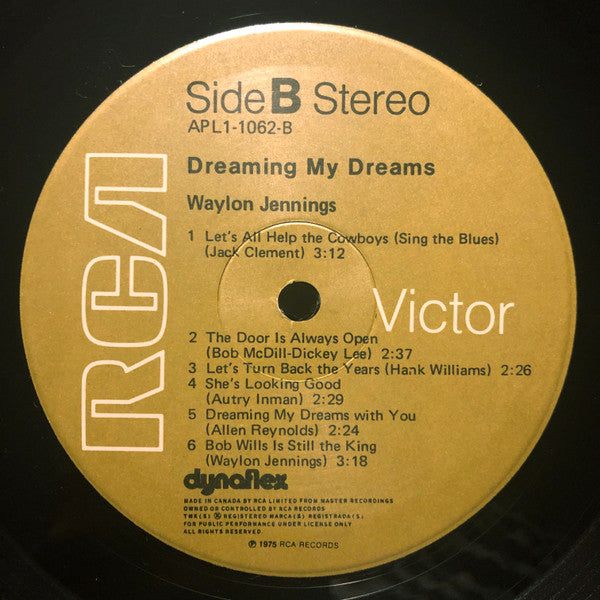 Side B Stereo
APL1-1062-B
Dreaming My Dreams
Waylon Jennings
1 Let's All Help the Cowboys (Sing the Blues)
(Jack Clement) 3:12
RCA
Victor
2 The Door Is Always Open
(Bob McDill-Dickey Lee) 2:37
3 Let's Turn Back the Years (Hank Williams) 2:26
4 She's Looking Good
(Autry Inman) 2:29
5 Dreaming My Dreams with You
(Allen Reynolds) 2:24
6 Bob Wills Is Still the King
(Waylon Jennings) 3:18
dynaflex
MADE IN CANADA BY RCA LIMITED FROM MASTER RECORDINGS
OWNED OR CONTROLLED BY RCA RECORDS
TMK(S) ® REGISTERED MARCA(S) REGISTRADA(S)
FOR PUBLIC PERFORMANCE UNDER LICENSE ONLY
ALL RIGHTS RESERVED
℗ 1975 RCA RECORDS